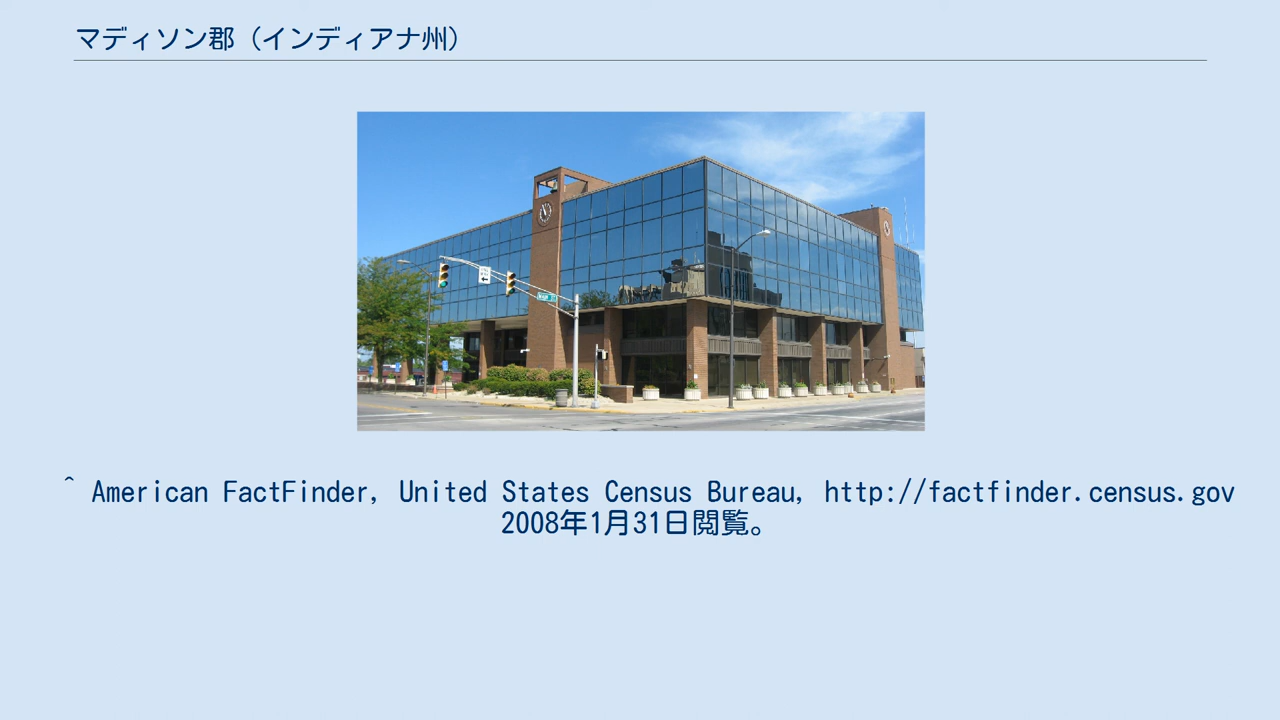 マディソン郡（インディアナ州）
^ American FactFinder, United States Census Bureau, http://factfinder.census.gov
2008年1月31日閲覧。